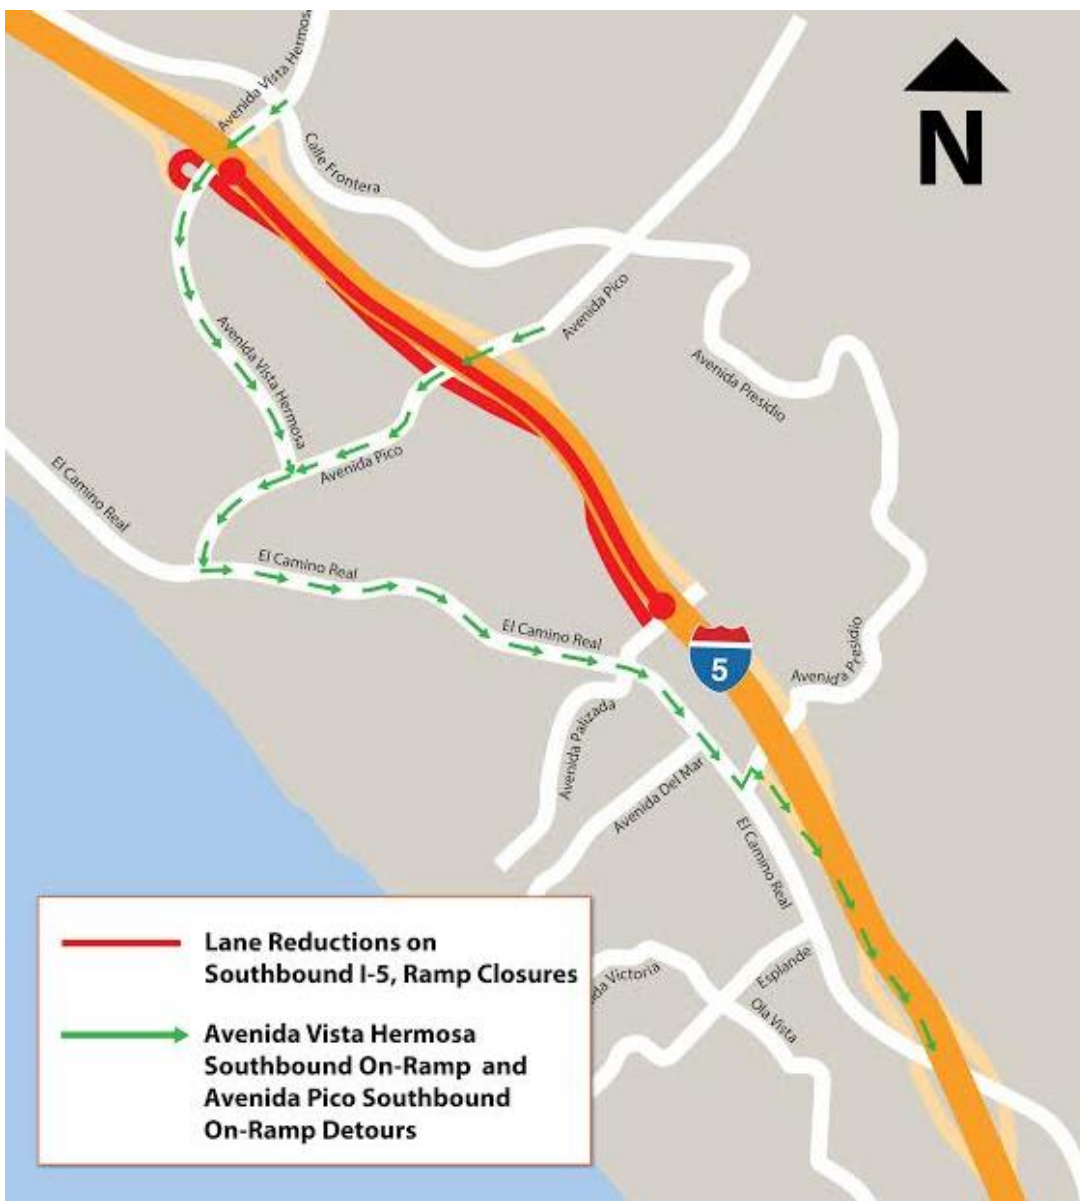 Avenida Vista Hermosa
N
Calle Frontera
Avenida Pico
Avenida Vista Hermosa
Avenida Presidio
Avenida Pico
El Camino Real
El Camino Real
El Camino Real
5
Avenida Presidio
Avenida Palizada
Avenida Del Mar
El Camino Real
Esplande
Victoria
Ola Vista
Lane Reductions on
Southbound I-5, Ramp Closures
Avenida Vista Hermosa
Southbound On-Ramp and
Avenida Pico Southbound
On-Ramp Detours